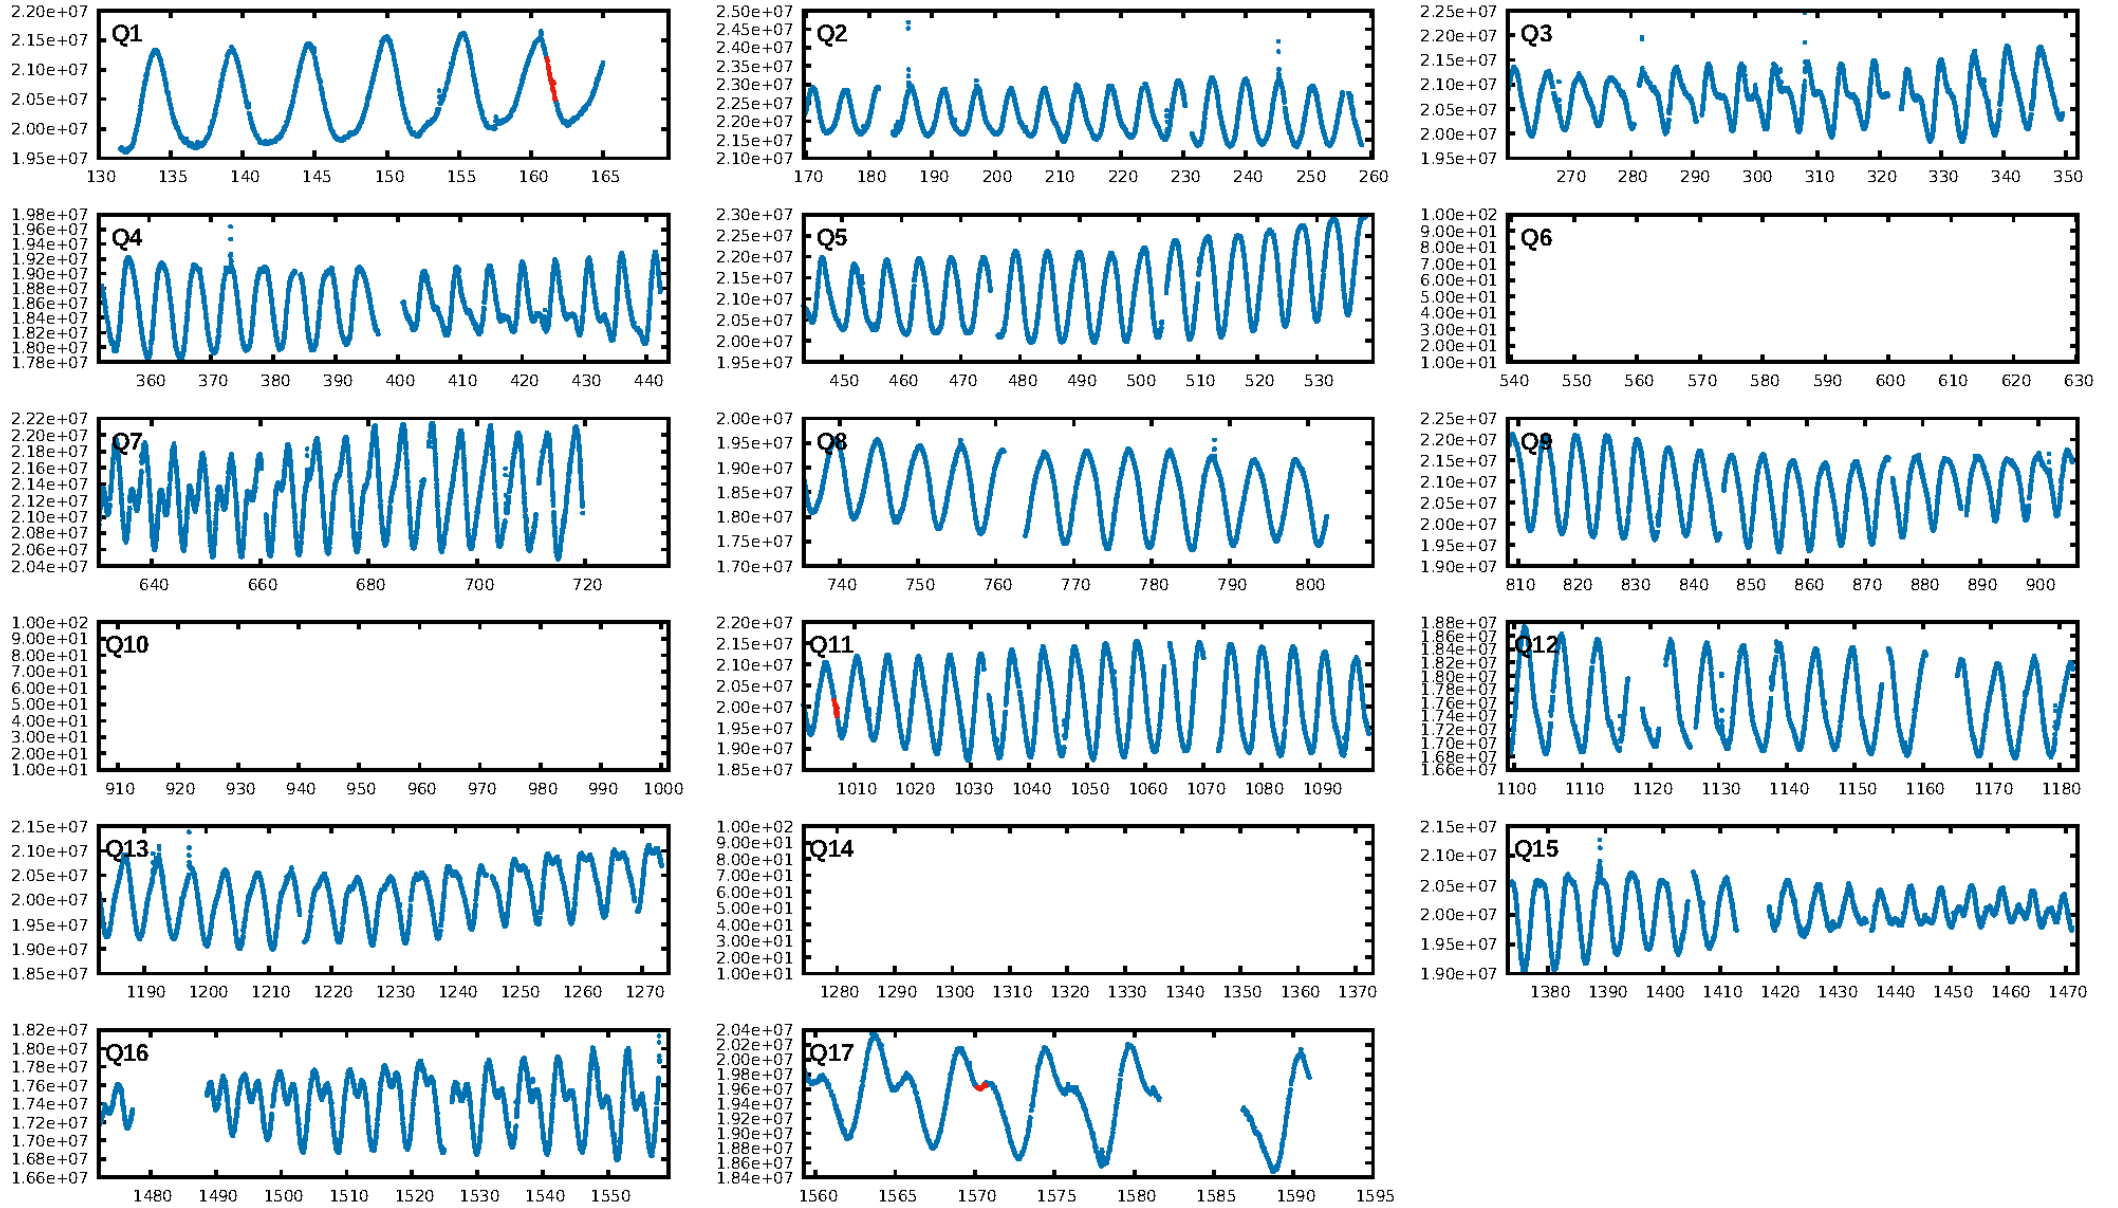 Q1
2.20e+07
2.15e+07
2.10e+07
2.05e+07
2.00e+07
1.95e+07
130 135 140 145 150 155 160 165
Q2
2.50e+07
2.45e+07
2.40e+07
2.35e+07
2.30e+07
2.25e+07
2.20e+07
2.15e+07
2.10e+07
170 180 190 200 210 220 230 240 250 260
Q3
2.25e+07
2.20e+07
2.15e+07
2.10e+07
2.05e+07
2.00e+07
1.95e+07
270 280 290 300 310 320 330 340 350
Q4
1.98e+07
1.96e+07
1.94e+07
1.92e+07
1.90e+07
1.88e+07
1.86e+07
1.84e+07
1.82e+07
1.80e+07
1.78e+07
360 370 380 390 400 410 420 430 440
Q5
2.30e+07
2.25e+07
2.20e+07
2.15e+07
2.10e+07
2.05e+07
2.00e+07
1.95e+07
450 460 470 480 490 500 510 520 530
Q6
1.00e+02
9.00e+01
8.00e+01
7.00e+01
6.00e+01
5.00e+01
4.00e+01
3.00e+01
2.00e+01
1.00e+01
540 550 560 570 580 590 600 610 620 630
Q7
2.22e+07
2.20e+07
2.18e+07
2.16e+07
2.14e+07
2.12e+07
2.10e+07
2.08e+07
2.06e+07
2.04e+07
640 660 680 700 720
Q8
2.00e+07
1.95e+07
1.90e+07
1.85e+07
1.80e+07
1.75e+07
1.70e+07
740 750 760 770 780 790 800
Q9
2.25e+07
2.20e+07
2.15e+07
2.10e+07
2.05e+07
2.00e+07
1.95e+07
1.90e+07
810 820 830 840 850 860 870 880 890 900
Q10
1.00e+02
9.00e+01
8.00e+01
7.00e+01
6.00e+01
5.00e+01
4.00e+01
3.00e+01
2.00e+01
1.00e+01
910 920 930 940 950 960 970 980 990 1000
Q11
2.20e+07
2.15e+07
2.10e+07
2.05e+07
2.00e+07
1.95e+07
1.90e+07
1.85e+07
1010 1020 1030 1040 1050 1060 1070 1080 1090
Q12
1.88e+07
1.86e+07
1.84e+07
1.82e+07
1.80e+07
1.78e+07
1.76e+07
1.74e+07
1.72e+07
1.70e+07
1.68e+07
1.66e+07
1100 1110 1120 1130 1140 1150 1160 1170 1180
Q13
2.15e+07
2.10e+07
2.05e+07
2.00e+07
1.95e+07
1.90e+07
1.85e+07
1190 1200 1210 1220 1230 1240 1250 1260 1270
Q14
1.00e+02
9.00e+01
8.00e+01
7.00e+01
6.00e+01
5.00e+01
4.00e+01
3.00e+01
2.00e+01
1.00e+01
1280 1290 1300 1310 1320 1330 1340 1350 1360 1370
Q15
2.15e+07
2.10e+07
2.05e+07
2.00e+07
1.95e+07
1.90e+07
1380 1390 1400 1410 1420 1430 1440 1450 1460 1470
Q16
1.82e+07
1.80e+07
1.78e+07
1.76e+07
1.74e+07
1.72e+07
1.70e+07
1.68e+07
1.66e+07
1480 1490 1500 1510 1520 1530 1540 1550
Q17
2.04e+07
2.02e+07
2.00e+07
1.98e+07
1.96e+07
1.94e+07
1.92e+07
1.90e+07
1.88e+07
1.86e+07
1.84e+07
1560 1565 1570 1575 1580 1585 1590 1595